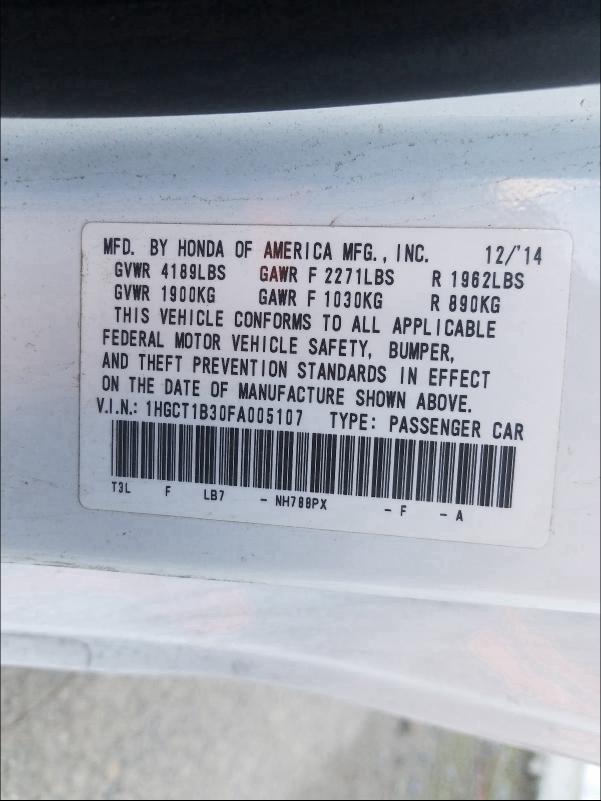 MFD. BY HONDA OF AMERICA MFG., INC. 12/'14
GVWR 4189LBS GAWR F 2271LBS R 1962LBS
GVWR 1900KG GAWR F 1030KG R 890KG
THIS VEHICLE CONFORMS TO ALL APPLICABLE
FEDERAL MOTOR VEHICLE SAFETY, BUMPER,
AND THEFT PREVENTION STANDARDS IN EFFECT
ON THE DATE OF MANUFACTURE SHOWN ABOVE.
V.I.N.: 1HGCT1B30FA005107 TYPE: PASSENGER CAR
T3L F LB7 - NH788PX - F - A